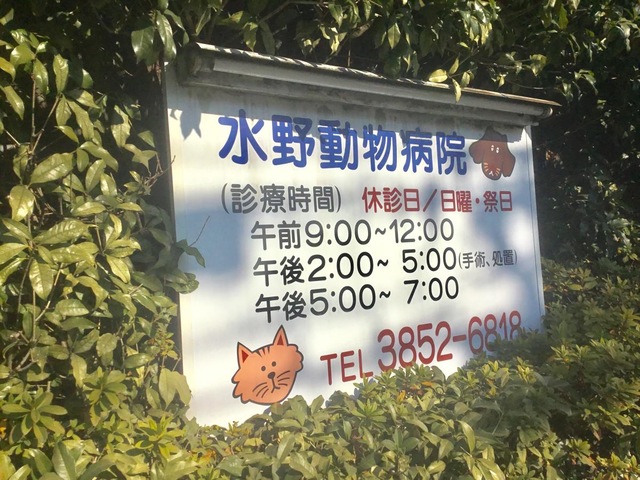 水野動物病院
(診療時間) 休診日/日曜・祭日
午前9:00~12:00
午後2:00~ 5:00(手術、処置)
午後5:00~ 7:00
TEL 3852-6818